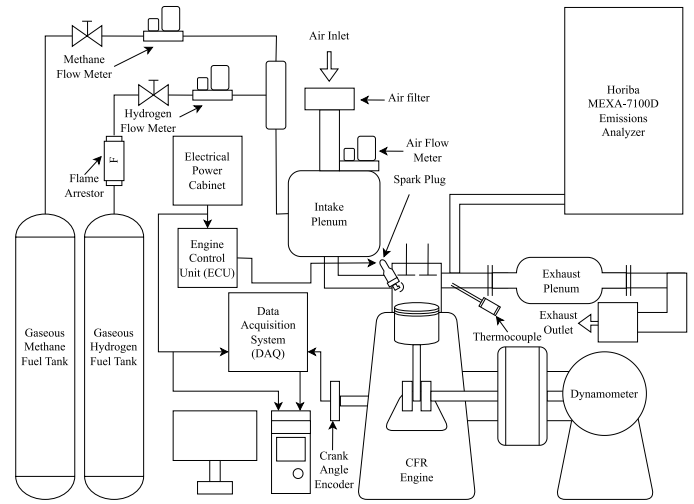 Methane
Flow Meter
Air Inlet
Air filter
Horiba
MEXA-7100D
Emissions
Analyzer
Hydrogen
Flow Meter
F
Flame
Arrestor
Electrical
Power
Cabinet
Air Flow
Meter
Spark Plug
Intake
Plenum
Engine
Control
Unit (ECU)
Exhaust
Plenum
Gaseous
Methane
Fuel Tank
Gaseous
Hydrogen
Fuel Tank
Data
Acquisition
System
(DAQ)
Exhaust
Outlet
Thermocouple
Dynamometer
Crank
Angle
Encoder
CFR
Engine